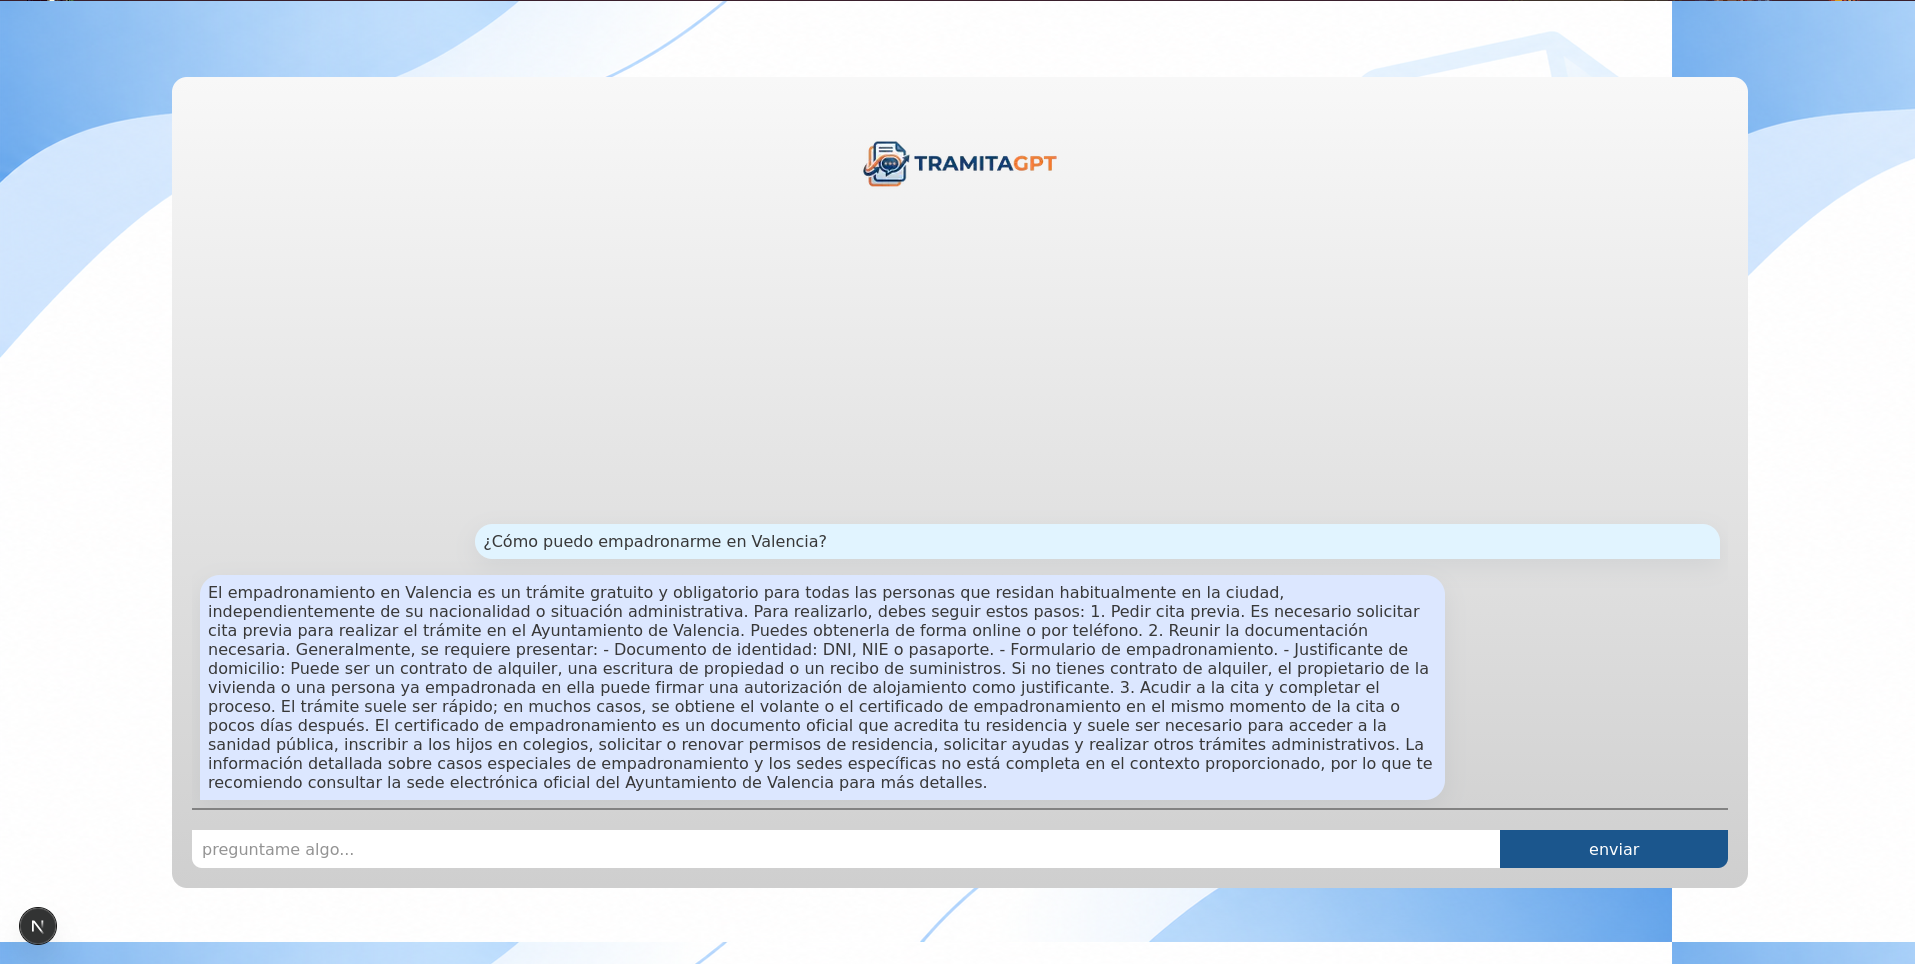 TRAMITAGPT
¿Cómo puedo empadronarme en Valencia?
El empadronamiento en Valencia es un trámite gratuito y obligatorio para todas las personas que residan habitualmente en la ciudad,
independientemente de su nacionalidad o situación administrativa. Para realizarlo, debes seguir estos pasos: 1. Pedir cita previa. Es necesario solicitar
cita previa para realizar el trámite en el Ayuntamiento de Valencia. Puedes obtenerla de forma online o por teléfono. 2. Reunir la documentación
necesaria. Generalmente, se requiere presentar: - Documento de identidad: DNI, NIE o pasaporte. - Formulario de empadronamiento. - Justificante de
domicilio: Puede ser un contrato de alquiler, una escritura de propiedad o un recibo de suministros. Si no tienes contrato de alquiler, el propietario de la
vivienda o una persona ya empadronada en ella puede firmar una autorización de alojamiento como justificante. 3. Acudir a la cita y completar el
proceso. El trámite suele ser rápido; en muchos casos, se obtiene el volante o el certificado de empadronamiento en el mismo momento de la cita o
pocos días después. El certificado de empadronamiento es un documento oficial que acredita tu residencia y suele ser necesario para acceder a la
sanidad pública, inscribir a los hijos en colegios, solicitar o renovar permisos de residencia, solicitar ayudas y realizar otros trámites administrativos. La
información detallada sobre casos especiales de empadronamiento y los sedes específicas no está completa en el contexto proporcionado, por lo que te
recomiendo consultar la sede electrónica oficial del Ayuntamiento de Valencia para más detalles.
preguntame algo...
enviar
N